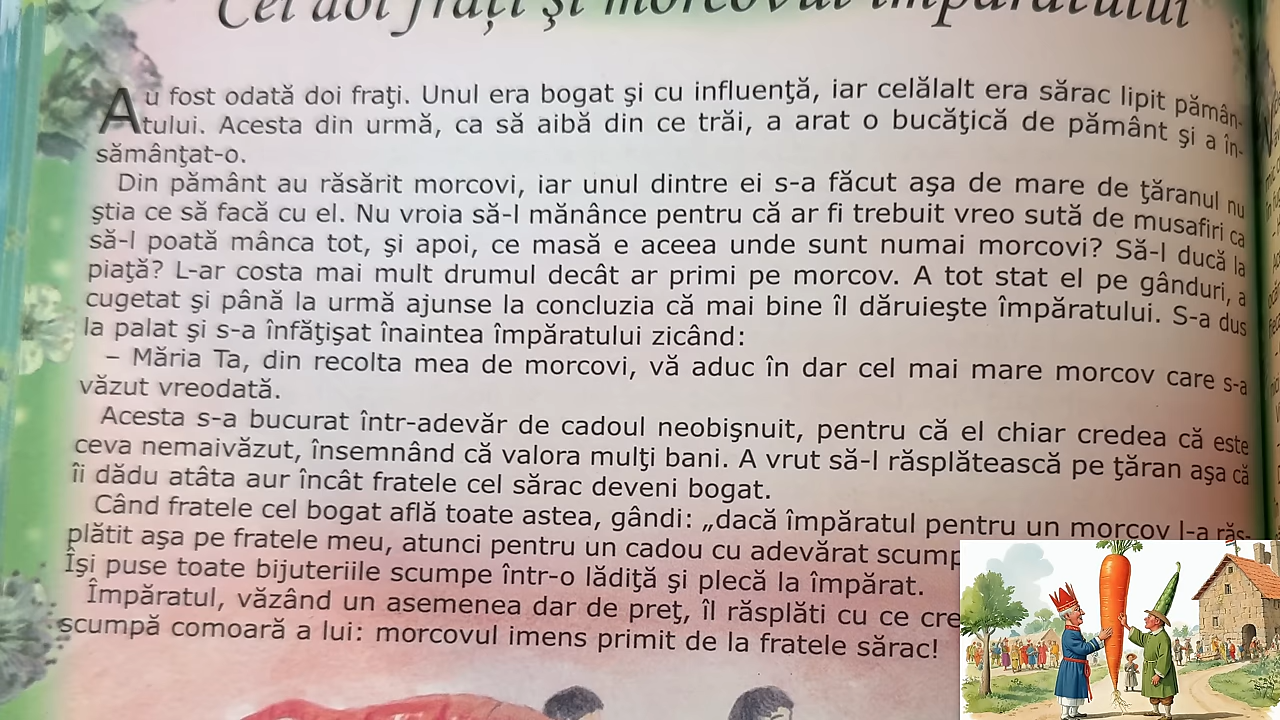 Cei doi frați și morcovul împăratului
Au fost odată doi fraţi. Unul era bogat şi cu influenţă, iar celălalt era sărac lipit pămân-
tului. Acesta din urmă, ca să aibă din ce trăi, a arat o bucăţică de pământ şi a în-
sămânţat-o.
Din pământ au răsărit morcovi, iar unul dintre ei s-a făcut aşa de mare de ţăranul nu
ştia ce să facă cu el. Nu vroia să-l mănânce pentru că ar fi trebuit vreo sută de musafiri ca
să-l poată mânca tot, şi apoi, ce masă e aceea unde sunt numai morcovi? Să-l ducă la
piaţă? L-ar costa mai mult drumul decât ar primi pe morcov. A tot stat el pe gânduri, a
cugetat şi până la urmă ajunse la concluzia că mai bine îl dăruieşte împăratului. S-a dus
la palat şi s-a înfăţişat înaintea împăratului zicând:
– Măria Ta, din recolta mea de morcovi, vă aduc în dar cel mai mare morcov care s-a
văzut vreodată.
Acesta s-a bucurat într-adevăr de cadoul neobişnuit, pentru că el chiar credea că este
ceva nemaivăzut, însemnând că valora mulţi bani. A vrut să-l răsplătească pe ţăran aşa că
îi dădu atâta aur încât fratele cel sărac deveni bogat.
Când fratele cel bogat află toate astea, gândi: „dacă împăratul pentru un morcov l-a răs-
plătit aşa pe fratele meu, atunci pentru un cadou cu adevărat scump
Îşi puse toate bijuteriile scumpe într-o lădiţă şi plecă la împărat.
Împăratul, văzând un asemenea dar de preţ, îl răsplăti cu ce cre
scumpă comoară a lui: morcovul imens primit de la fratele sărac!